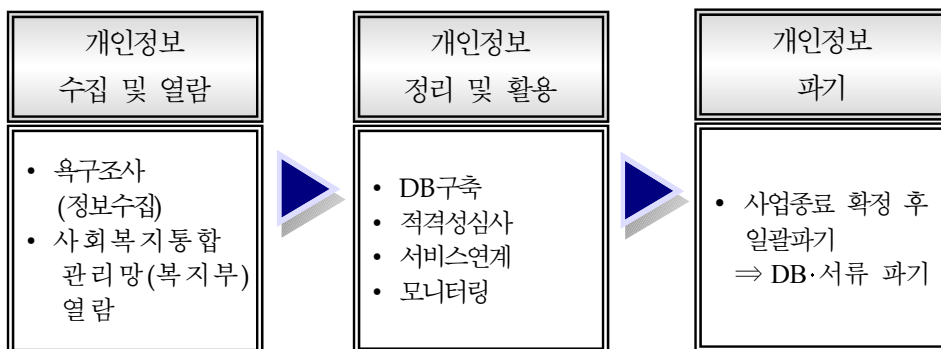 개인정보
수집 및 열람
• 욕구조사
(정보수집)
• 사회복지통합
관리망(복지부)
열람
개인정보
정리 및 활용
• DB구축
• 적격성심사
• 서비스연계
• 모니터링
개인정보
파기
• 사업종료 확정 후
일괄파기
⇒ DB·서류 파기